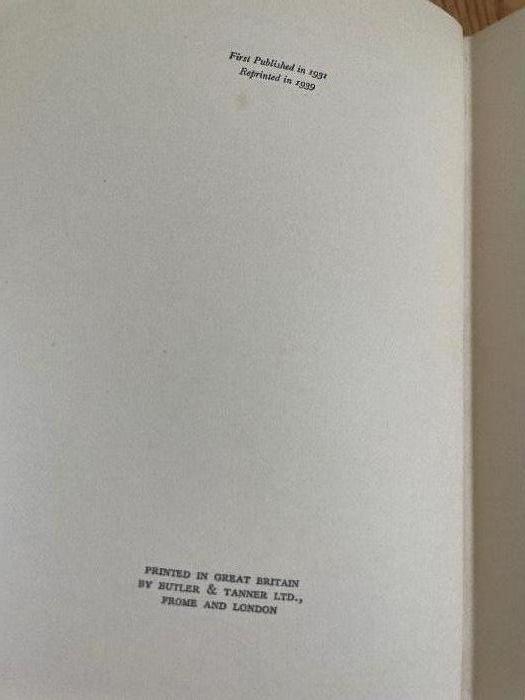 First Published in 1931
Reprinted in 1939
PRINTED IN GREAT BRITAIN
BY BUTLER & TANNER LTD.,
FROME AND LONDON